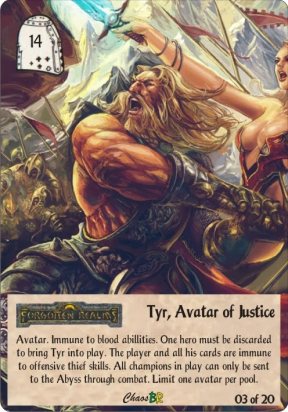 14
FORGOTTEN REALMS
Tyr, Avatar of Justice
Avatar. Immune to blood abillities. One hero must be discarded
to bring Tyr into play. The player and all his cards are immune
to offensive thief skills. All champions in play can only be
sent to the Abyss through combat. Limit one avatar per pool.
ChaosBR
03 of 20